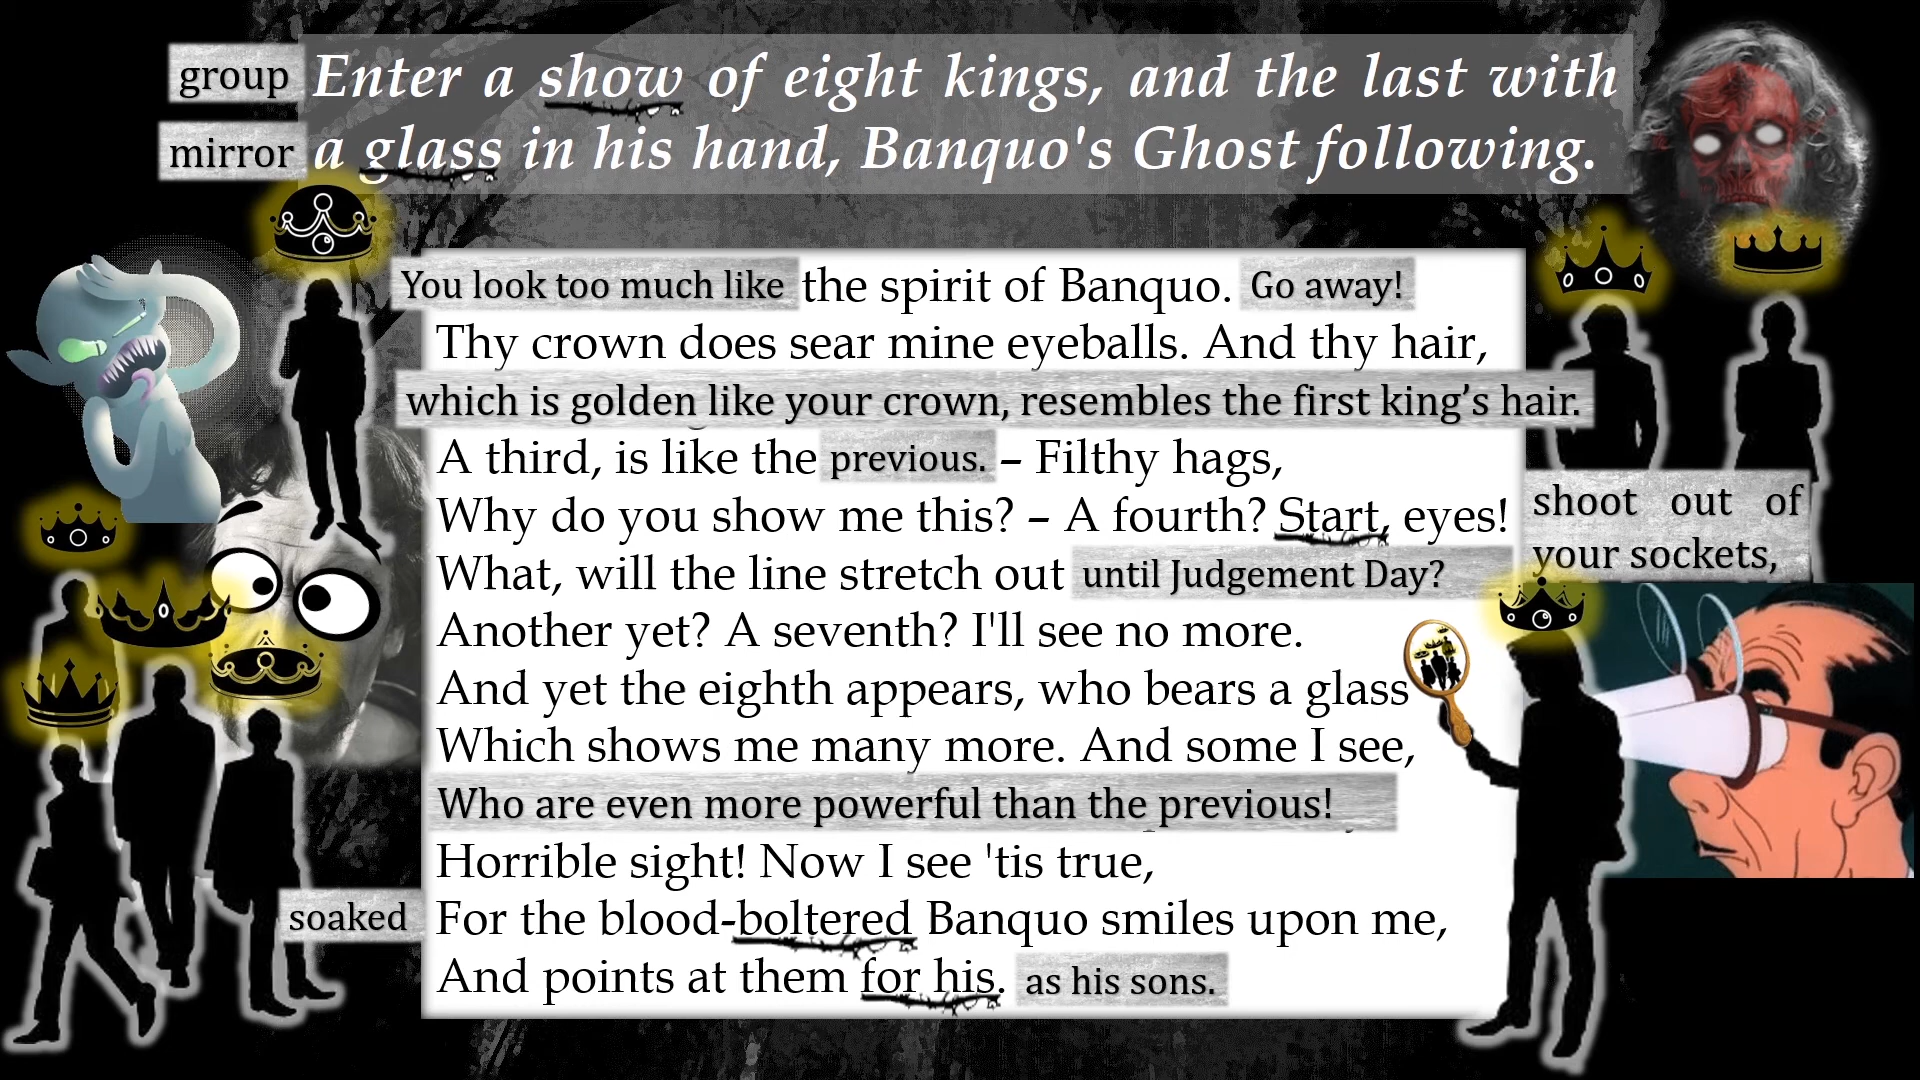 group
Enter a show of eight kings, and the last with
mirror
a glass in his hand, Banquo's Ghost following.
You look too much like the spirit of Banquo. Go away!
Thy crown does sear mine eyeballs. And thy hair,
which is golden like your crown, resembles the first king’s hair.
A third, is like the previous. – Filthy hags,
Why do you show me this? – A fourth? Start, eyes!
shoot out of
your sockets,
What, will the line stretch out until Judgement Day?
Another yet? A seventh? I'll see no more.
And yet the eighth appears, who bears a glass
Which shows me many more. And some I see,
Who are even more powerful than the previous!
Horrible sight! Now I see 'tis true,
soaked
For the blood-boltered Banquo smiles upon me,
And points at them for his. as his sons.